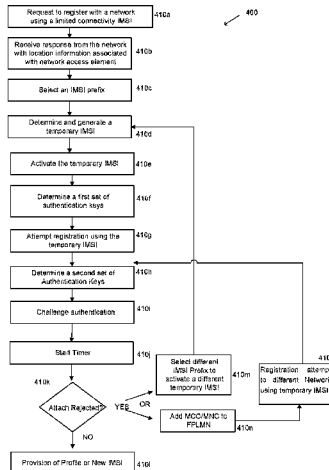 400
Request to register with a network
using a limited connectivity IMSI
410a
Receive response from the network
with location information associated
with network access element
410b
Select an IMSI prefix
410c
Determine and generate a
temporary IMSI
410d
Activate the temporary IMSI
410e
Determine a first set of
authentication keys
410f
Attempt registration using the
temporary IMSI
410g
Determine a second set of
Authentication Keys
410h
Challenge authentication
410i
Start Timer
410j
410k
Attach Rejected?
YES
OR
NO
Select different
IMSI Prefix to
activate a different
temporary IMSI
410m
Add MCC/MNC to
FPLMN
410n
Registration attempt
to different Network
using temporary IMSI
Provision of Profile or New IMSI
410l